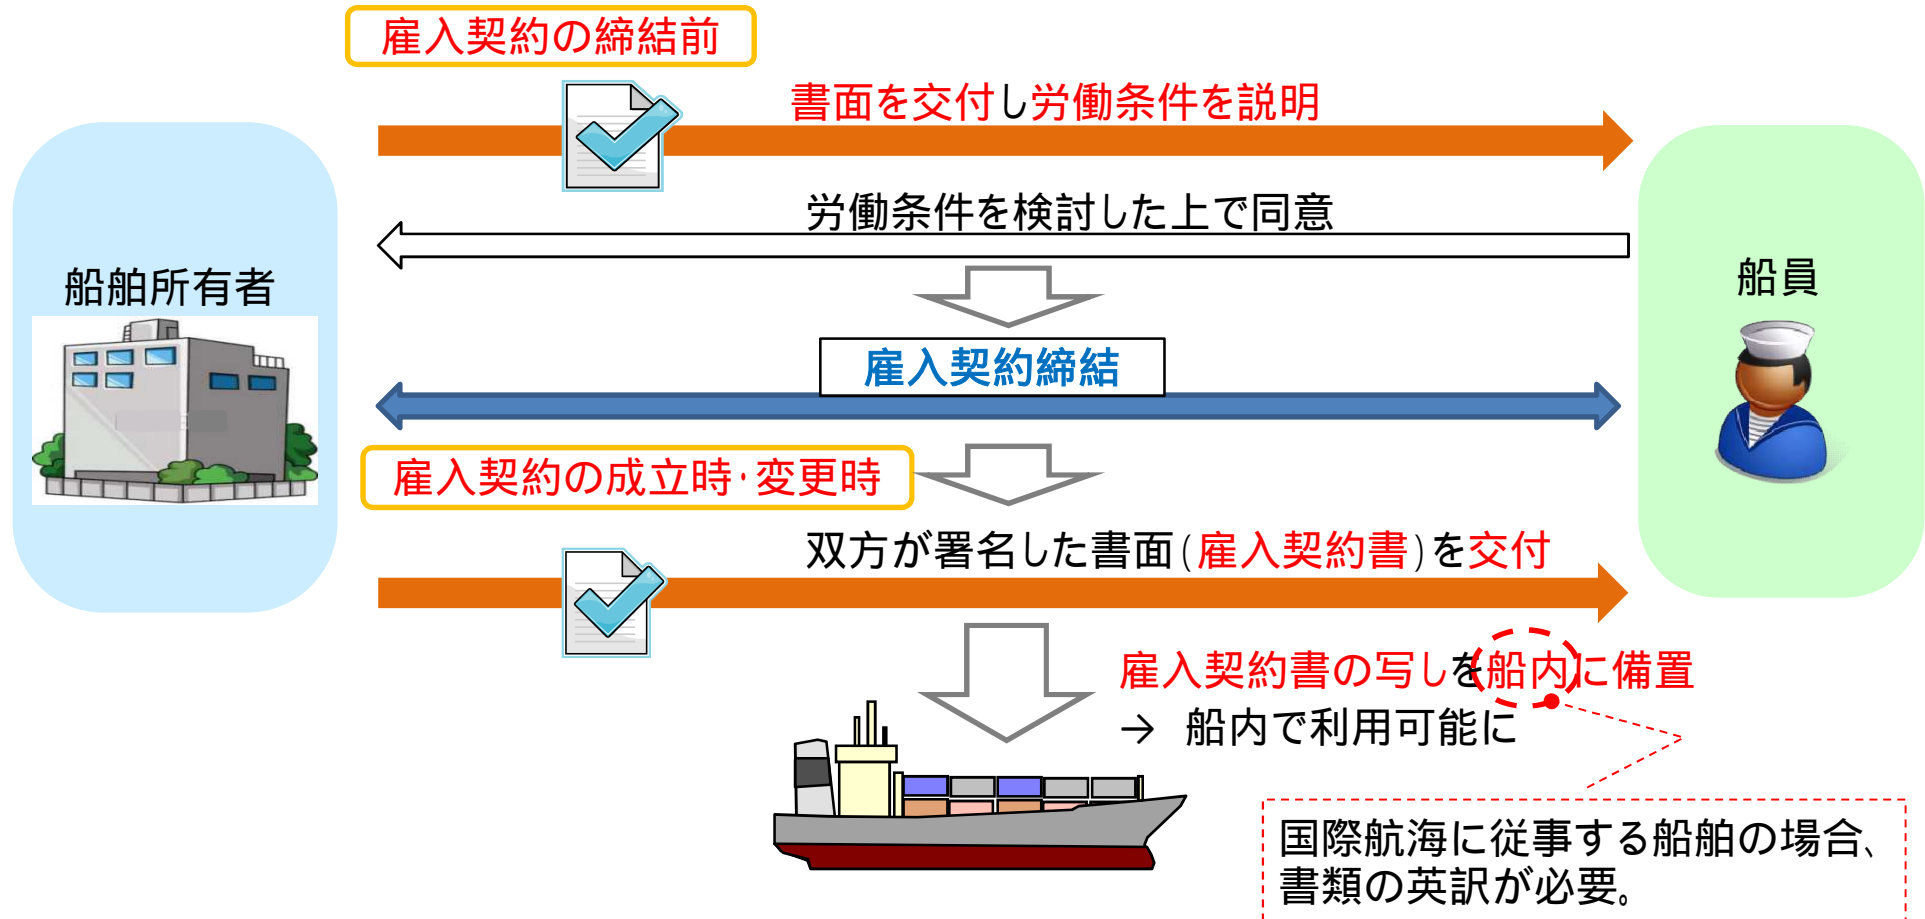 雇入契約の締結前
書面を交付し労働条件を説明
労働条件を検討した上で同意
船舶所有者
船員
雇入契約締結
雇入契約の成立時・変更時
双方が署名した書面(雇入契約書)を交付
雇入契約書の写しを船内に備置
→ 船内で利用可能に
国際航海に従事する船舶の場合、
書類の英訳が必要。